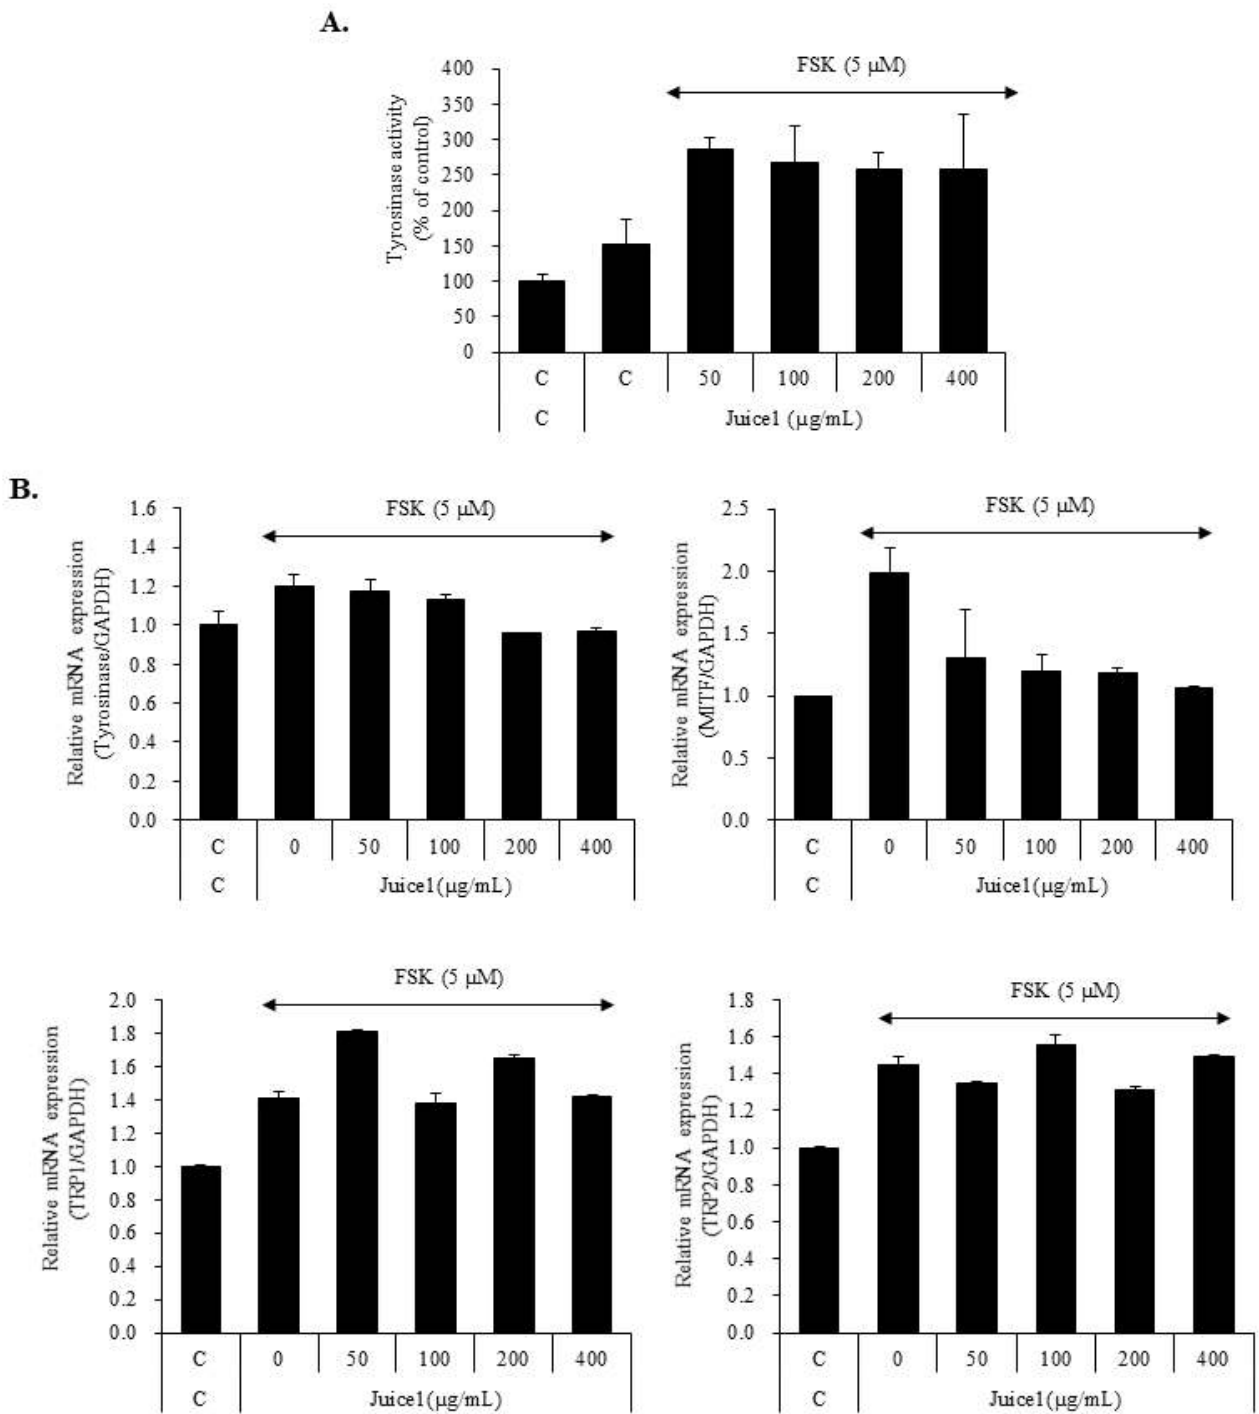 A.
FSK (5 µM)
Tyrosinase activity
(% of control)
400
350
300
250
200
150
100
50
0
C C 50 100 200 400
C Juice1 (µg/mL)
B.
FSK (5 µM)
Relative mRNA expression
(Tyrosinase/GAPDH)
1.6
1.4
1.2
1.0
0.8
0.6
0.4
0.2
0.0
C 0 50 100 200 400
C Juice1(µg/mL)
FSK (5 µM)
Relative mRNA expression
(MITF/GAPDH)
2.5
2.0
1.5
1.0
0.5
0.0
C 0 50 100 200 400
C Juice1(µg/mL)
FSK (5 µM)
Relative mRNA expression
(TRP1/GAPDH)
2.0
1.8
1.6
1.4
1.2
1.0
0.8
0.6
0.4
0.2
0.0
C 0 50 100 200 400
C Juice1(µg/mL)
FSK (5 µM)
Relative mRNA expression
(TRP2/GAPDH)
1.8
1.6
1.4
1.2
1.0
0.8
0.6
0.4
0.2
0.0
C 0 50 100 200 400
C Juice1(µg/mL)